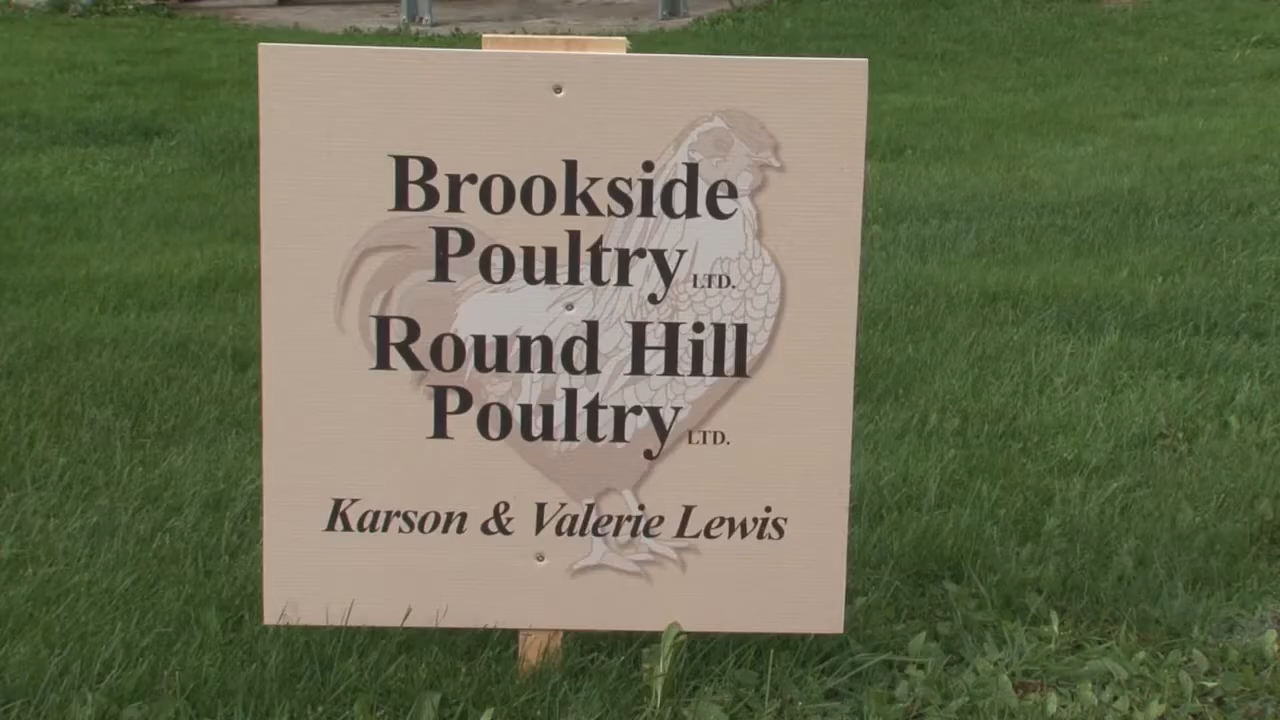 Brookside
Poultry LTD.
Round Hill
Poultry LTD.
Karson & Valerie Lewis